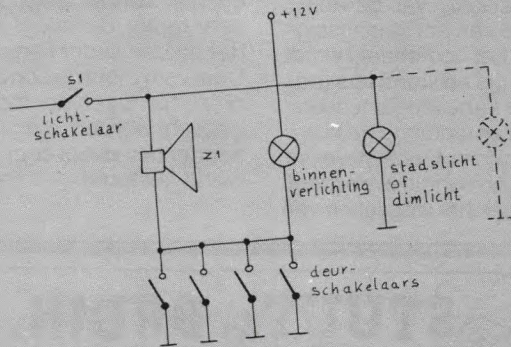 +12V
S1
licht-
schakelaar
Z1
binnen-
verlichting
stadslicht
of
dimlicht
deur-
schakelaars